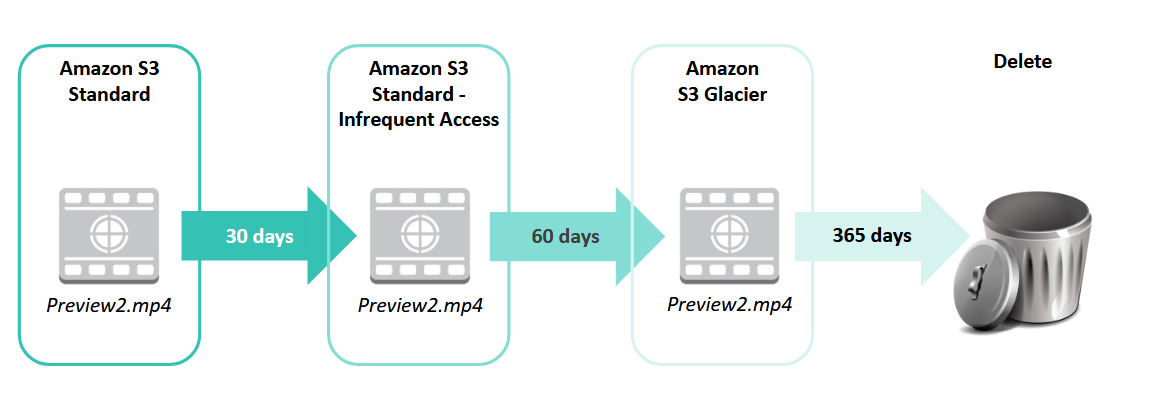 Amazon S3
Standard
Preview2.mp4
30 days
Amazon S3
Standard -
Infrequent Access
Preview2.mp4
60 days
Amazon
S3 Glacier
Preview2.mp4
365 days
Delete